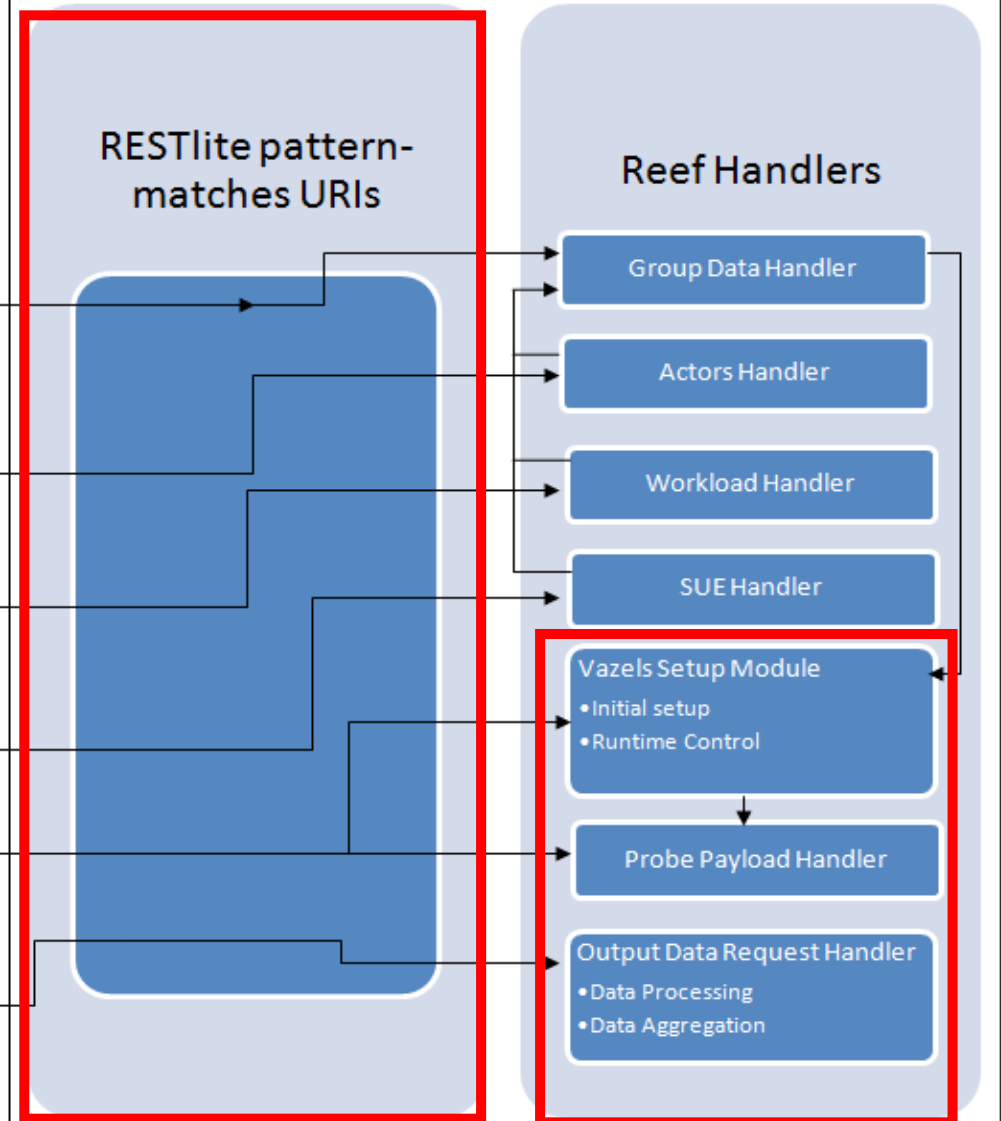 RESTlite pattern-
matches URIs
Reef Handlers
Group Data Handler
Actors Handler
Workload Handler
SUE Handler
Vazels Setup Module
•Initial setup
•Runtime Control
Probe Payload Handler
Output Data Request Handler
•Data Processing
•Data Aggregation